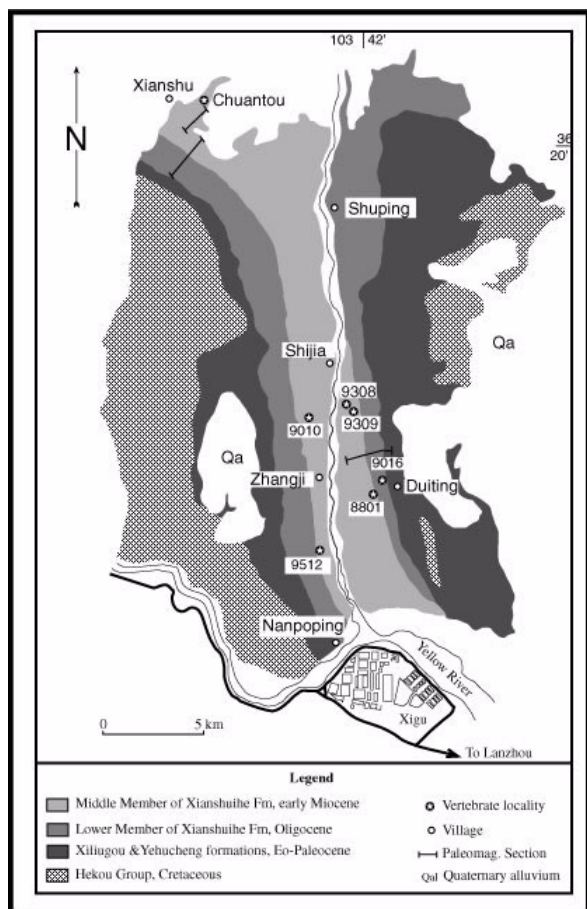 103 42'
Xianshu
Chuantou
N
36
20'
Shuping
Qa
Shijia
9308
9309
9010
Qa
9016
Zhangji
Duiting
8801
9512
Nanpoping
Yellow River
Xigu
0 5 km
To Lanzhou
Legend
Middle Member of Xianshuihe Fm, early Miocene
Lower Member of Xianshuihe Fm, Oligocene
Xiliugou &Yehucheng formations, Eo-Paleocene
Hekou Group, Cretaceous
Vertebrate locality
Village
Paleomag. Section
Qal Quaternary alluvium